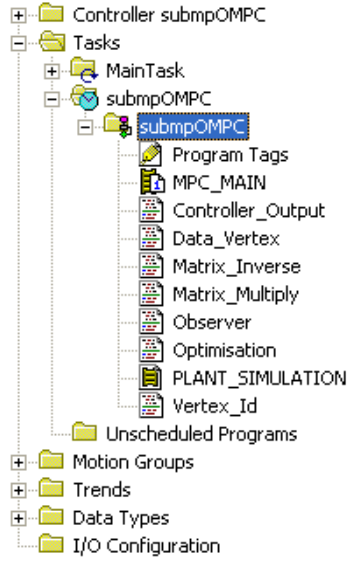 Controller submpOMPC
Tasks
MainTask
submpOMPC
submpOMPC
Program Tags
MPC_MAIN
Controller_Output
Data_Vertex
Matrix_Inverse
Matrix_Multiply
Observer
Optimisation
PLANT_SIMULATION
Vertex_Id
Unscheduled Programs
Motion Groups
Trends
Data Types
I/O Configuration